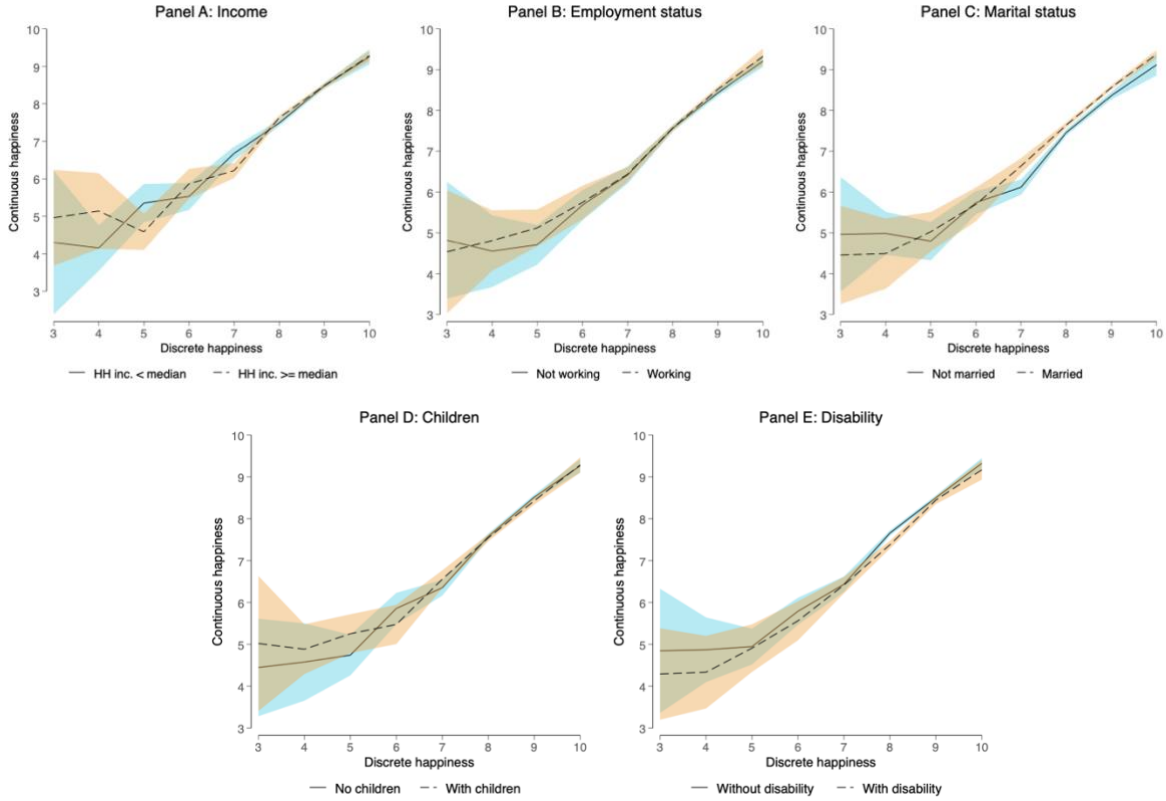 Panel A: Income
Continuous happiness
10
9
8
7
6
5
4
3
3 4 5 6 7 8 9 10
Discrete happiness
HH inc. < median HH inc. >= median
Panel B: Employment status
Continuous happiness
10
9
8
7
6
5
4
3
3 4 5 6 7 8 9 10
Discrete happiness
Not working Working
Panel C: Marital status
Continuous happiness
10
9
8
7
6
5
4
3
3 4 5 6 7 8 9 10
Discrete happiness
Not married Married
Panel D: Children
Continuous happiness
10
9
8
7
6
5
4
3
3 4 5 6 7 8 9 10
Discrete happiness
No children With children
Panel E: Disability
Continuous happiness
10
9
8
7
6
5
4
3
3 4 5 6 7 8 9 10
Discrete happiness
Without disability With disability